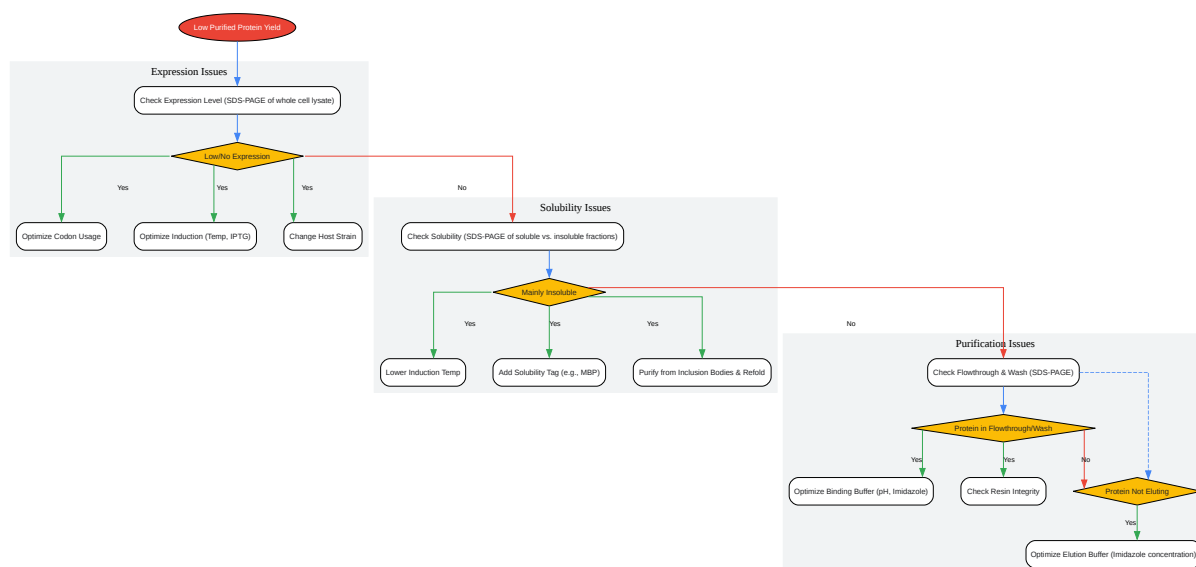 Low Purified Protein Yield
Expression Issues
Check Expression Level (SDS-PAGE of whole cell lysate)
Low/No Expression
Yes
Yes
Yes
No
Optimize Codon Usage
Optimize Induction (Temp, IPTG)
Change Host Strain
Solubility Issues
Check Solubility (SDS-PAGE of soluble vs. insoluble fractions)
Mainly Insoluble
Yes
Yes
Yes
No
Lower Induction Temp
Add Solubility Tag (e.g., MBP)
Purify from Inclusion Bodies & Refold
Purification Issues
Check Flowthrough & Wash (SDS-PAGE)
Protein in Flowthrough/Wash
Yes
Yes
No
Optimize Binding Buffer (pH, Imidazole)
Check Resin Integrity
Protein Not Eluting
Yes
Optimize Elution Buffer (Imidazole concentration)